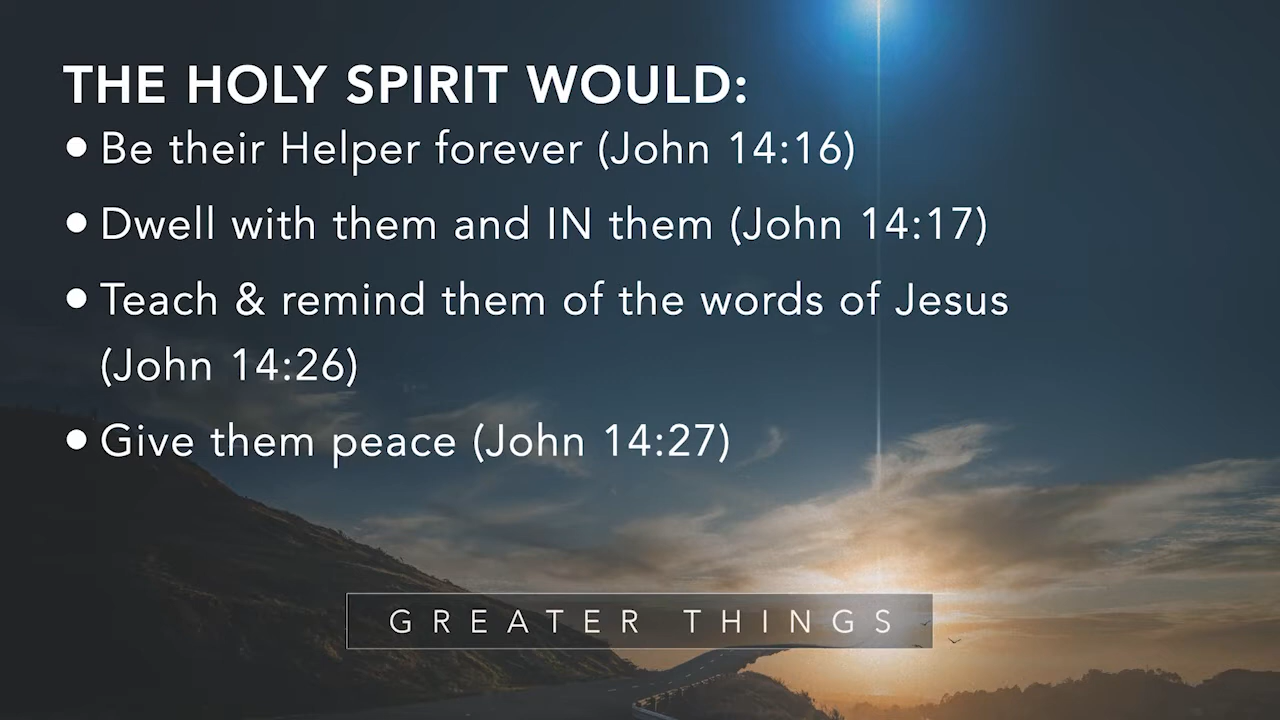 THE HOLY SPIRIT WOULD:
• Be their Helper forever (John 14:16)
• Dwell with them and IN them (John 14:17)
• Teach & remind them of the words of Jesus
(John 14:26)
• Give them peace (John 14:27)
GREATER THINGS